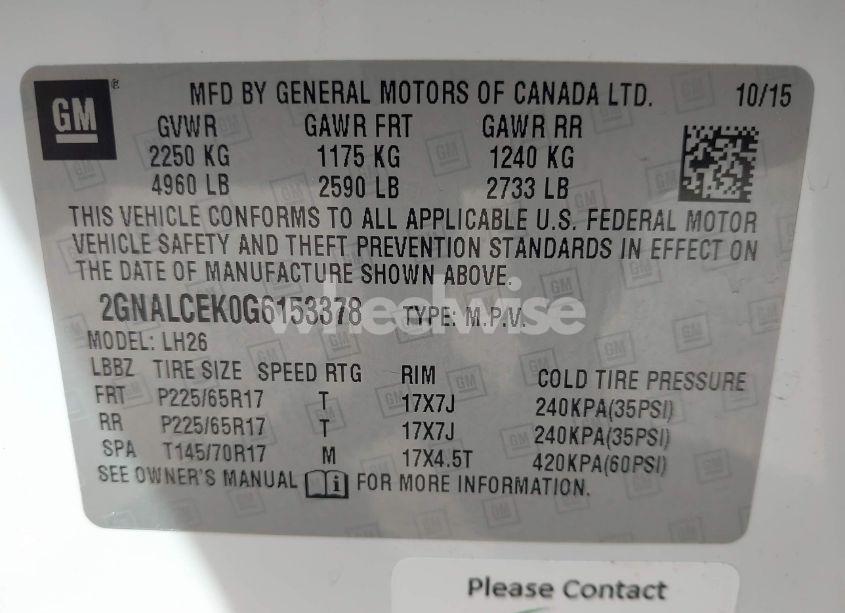 GM
®
MFD BY GENERAL MOTORS OF CANADA LTD. 10/15
GVWR GAWR FRT GAWR RR
2250 KG 1175 KG 1240 KG
4960 LB 2590 LB 2733 LB
THIS VEHICLE CONFORMS TO ALL APPLICABLE U.S. FEDERAL MOTOR
VEHICLE SAFETY AND THEFT PREVENTION STANDARDS IN EFFECT ON
THE DATE OF MANUFACTURE SHOWN ABOVE.
2GNALCEK0G6153378 TYPE: M.P.V.
wheelwise
MODEL: LH26
LBBZ TIRE SIZE SPEED RTG RIM COLD TIRE PRESSURE
FRT P225/65R17 T 17X7J 240KPA(35PSI)
RR P225/65R17 T 17X7J 240KPA(35PSI)
SPA T145/70R17 M 17X4.5T 420KPA(60PSI)
SEE OWNER'S MANUAL i FOR MORE INFORMATION.
Please Contact